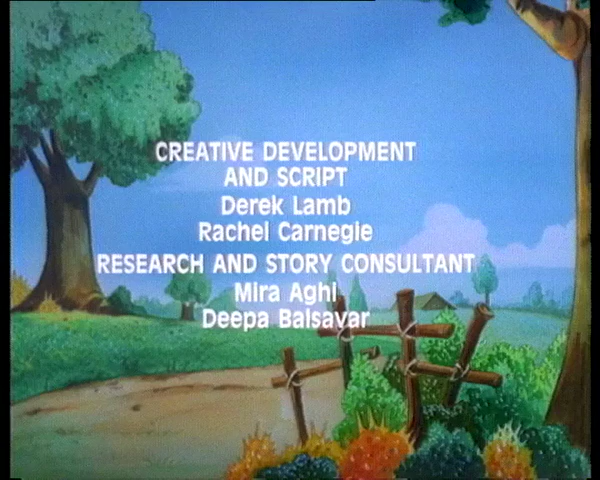 CREATIVE DEVELOPMENT
AND SCRIPT
Derek Lamb
Rachel Carnegie
RESEARCH AND STORY CONSULTANT
Mira Aghi
Deepa Balsavar